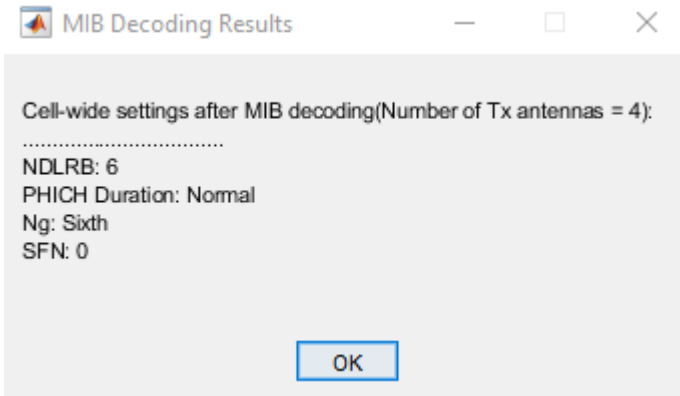 MIB Decoding Results
Cell-wide settings after MIB decoding(Number of Tx antennas = 4):
..................................
NDLRB: 6
PHICH Duration: Normal
Ng: Sixth
SFN: 0
OK